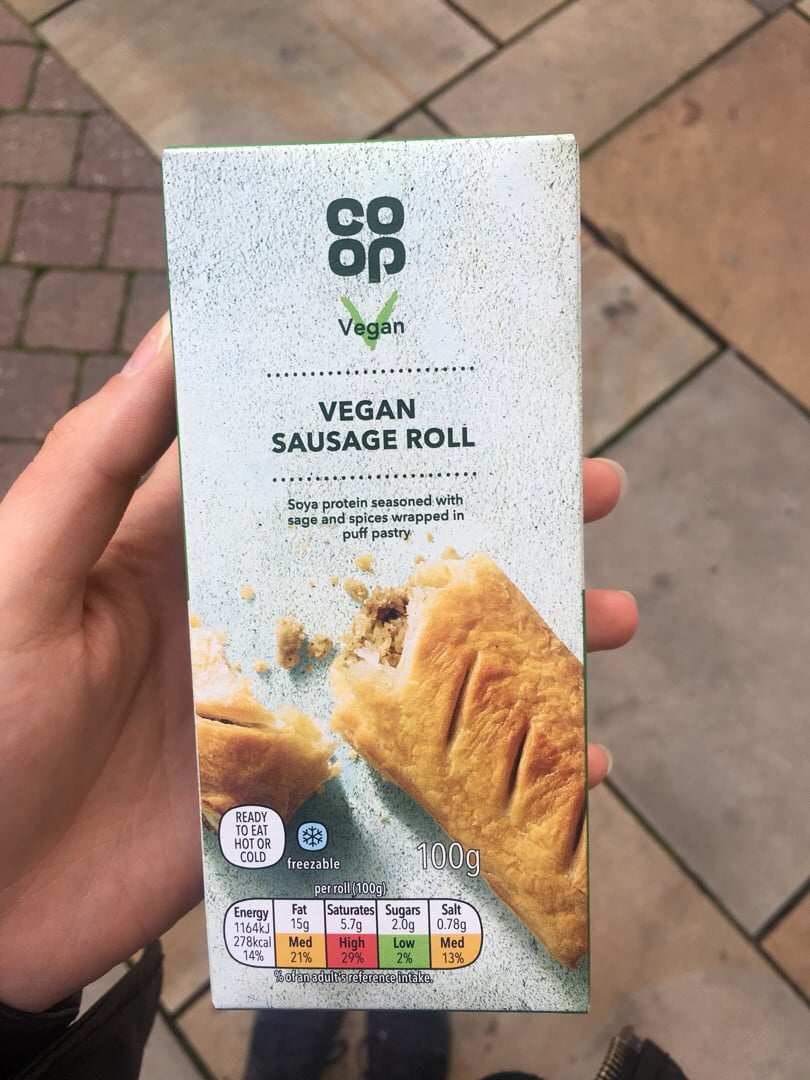 CO
OP
Vegan
VEGAN
SAUSAGE ROLL
Soya protein seasoned with
sage and spices wrapped in
puff pastry
READY
TO EAT
HOT OR
COLD
freezable
100g
per roll (100g)
Energy
1164kJ
278kcal
14%
Fat
15g
Med
21%
Saturates
5.7g
High
29%
Sugars
2.0g
Low
2%
Salt
0.78g
Med
13%
% of an adult's reference intake.